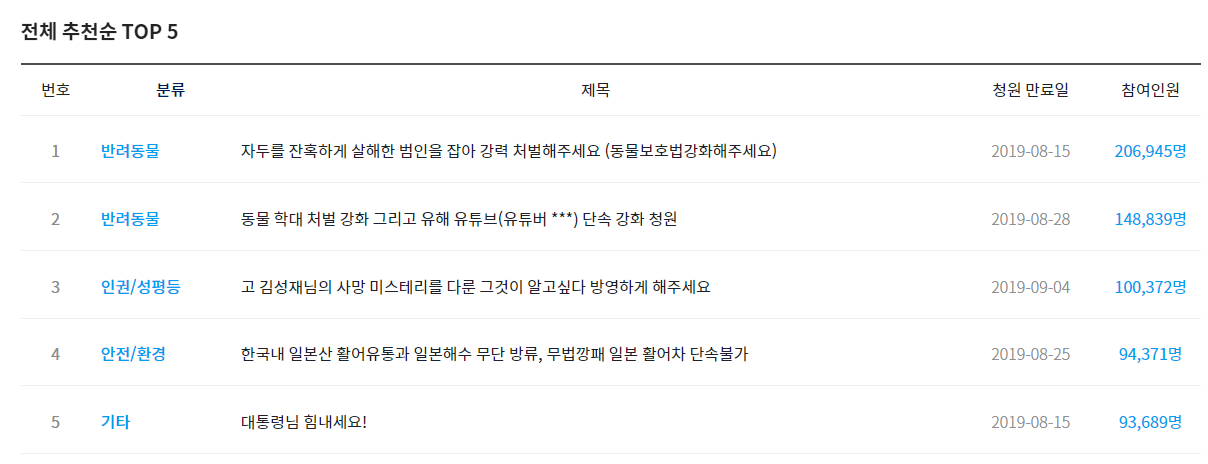 전체 추천순 TOP 5
번호 분류 제목 청원 만료일 참여인원
1 반려동물 자두를 잔혹하게 살해한 범인을 잡아 강력 처벌해주세요 (동물보호법강화해주세요) 2019-08-15 206,945명
2 반려동물 동물 학대 처벌 강화 그리고 유해 유튜브(유튜버 ***) 단속 강화 청원 2019-08-28 148,839명
3 인권/성평등 고 김성재님의 사망 미스테리를 다룬 그것이 알고싶다 방영하게 해주세요 2019-09-04 100,372명
4 안전/환경 한국내 일본산 활어유통과 일본해수 무단 방류, 무법깡패 일본 활어차 단속불가 2019-08-25 94,371명
5 기타 대통령님 힘내세요! 2019-08-15 93,689명